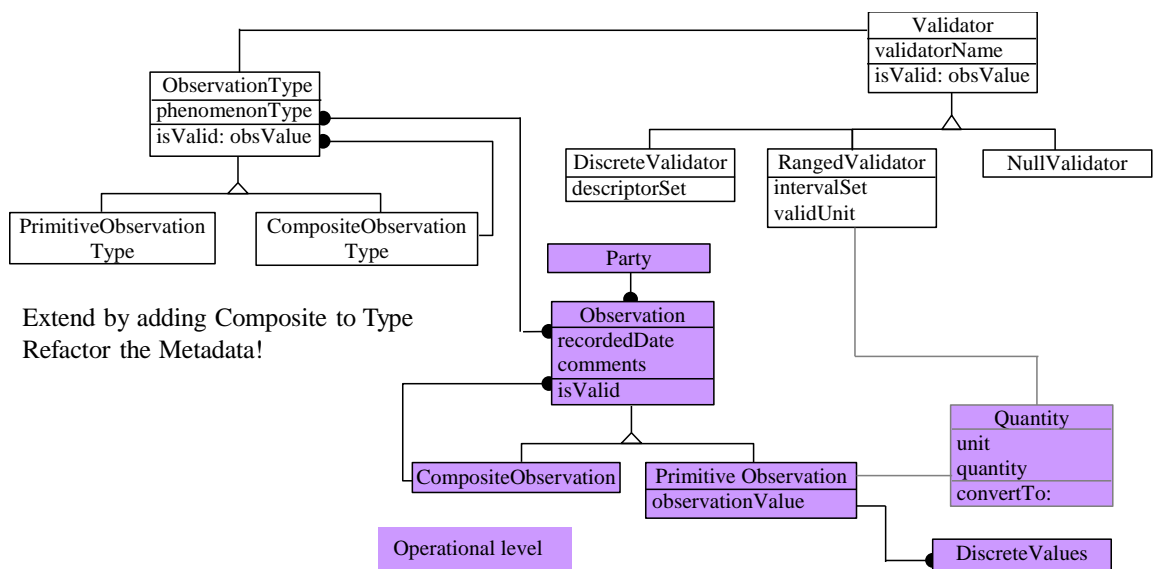 Validator
validatorName
isValid: obsValue
ObservationType
phenomenonType
isValid: obsValue
DiscreteValidator
descriptorSet
RangedValidator
intervalSet
validUnit
NullValidator
PrimitiveObservation
Type
CompositeObservation
Type
Party
Extend by adding Composite to Type
Refactor the Metadata!
Observation
recordedDate
comments
isValid
Quantity
unit
quantity
convertTo:
CompositeObservation
Primitive Observation
observationValue
Operational level
DiscreteValues